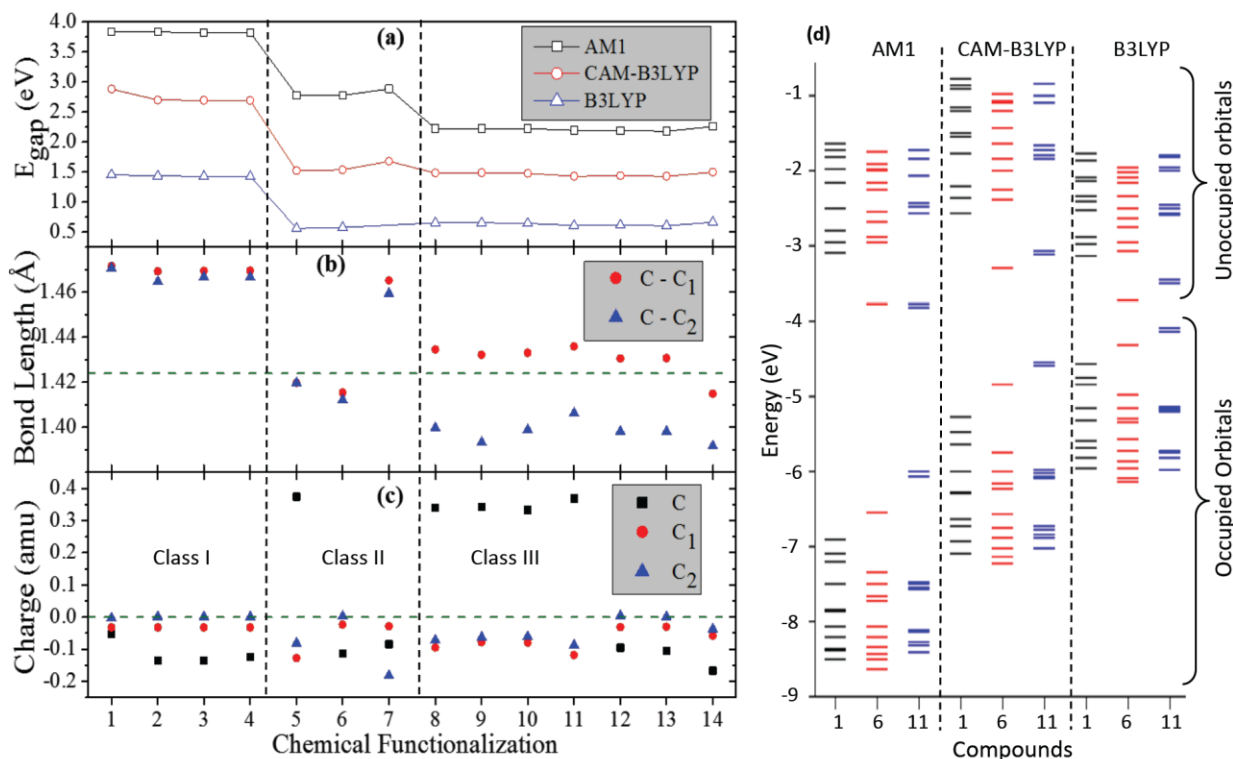 (a)
E_gap (eV)
4.0
3.5
3.0
2.5
2.0
1.5
1.0
0.5
AM1
CAM-B3LYP
B3LYP
(b)
Bond Length (Å)
1.46
1.44
1.42
1.40
C - C₁
C - C₂
(c)
Charge (amu)
0.4
0.3
0.2
0.1
0.0
-0.1
-0.2
C
C₁
C₂
Class I
Class II
Class III
1 2 3 4 5 6 7 8 9 10 11 12 13 14
Chemical Functionalization
(d)
AM1 CAM-B3LYP B3LYP
Energy (eV)
-1
-2
-3
-4
-5
-6
-7
-8
-9
Unoccupied orbitals
Occupied Orbitals
1 6 11 1 6 11 1 6 11
Compounds